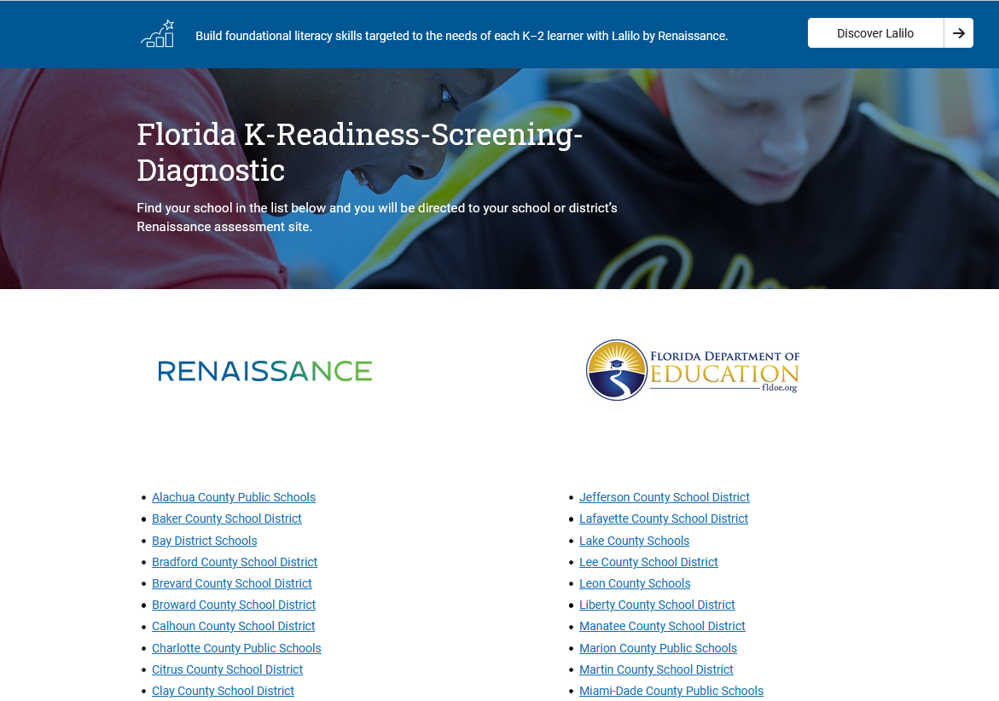 Build foundational literacy skills targeted to the needs of each K–2 learner with Lalilo by Renaissance.
Discover Lalilo
Florida K-Readiness-Screening-
Diagnostic
Find your school in the list below and you will be directed to your school or district's
Renaissance assessment site.
RENAISSANCE
FLORIDA DEPARTMENT OF
EDUCATION
fldoe.org
Alachua County Public Schools
Baker County School District
Bay District Schools
Bradford County School District
Brevard County School District
Broward County School District
Calhoun County School District
Charlotte County Public Schools
Citrus County School District
Clay County School District
Jefferson County School District
Lafayette County School District
Lake County Schools
Lee County School District
Leon County Schools
Liberty County School District
Manatee County School District
Marion County Public Schools
Martin County School District
Miami-Dade County Public Schools